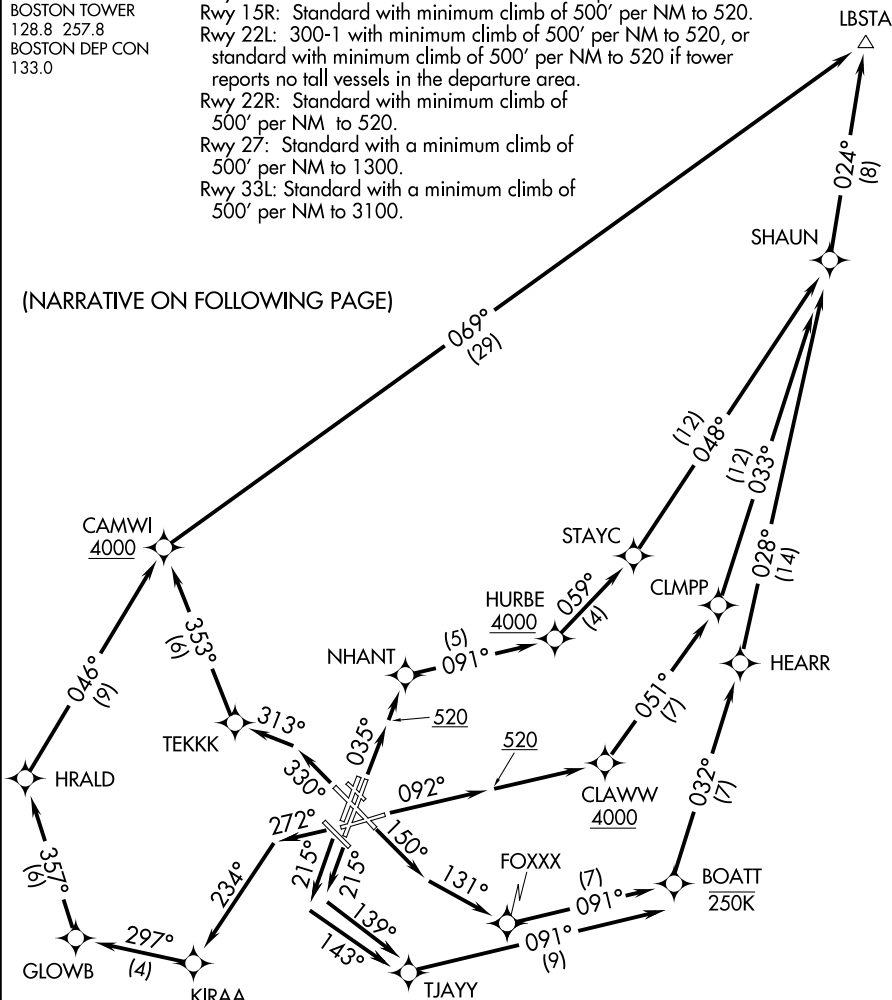 BOSTON TOWER
128.8 257.8
BOSTON DEP CON
133.0
Rwy 15R: Standard with minimum climb of 500' per NM to 520.
Rwy 22L: 300-1 with minimum climb of 500' per NM to 520, or
standard with minimum climb of 500' per NM to 520 if tower
reports no tall vessels in the departure area.
Rwy 22R: Standard with minimum climb of
500' per NM to 520.
Rwy 27: Standard with a minimum climb of
500' per NM to 1300.
Rwy 33L: Standard with a minimum climb of
500' per NM to 3100.
LBSTA
024°
(8)
SHAUN
(NARRATIVE ON FOLLOWING PAGE)
069°
(29)
(12)
048°
(12)
033°
028°
(14)
CAMWI
4000
STAYC
CLMPP
HURBE
4000
059°
(4)
353°
(6)
NHANT
(5)
091°
HEARR
046°
(9)
051°
(7)
TEKKK
313°
035°
520
520
HRALD
330°
092°
CLAWW
4000
032°
(7)
272°
150°
357°
(6)
234°
215°
215°
131°
FOXXX
(7)
091°
BOATT
250K
139°
143°
091°
(9)
297°
(4)
GLOWB
KIRAA
TJAYY